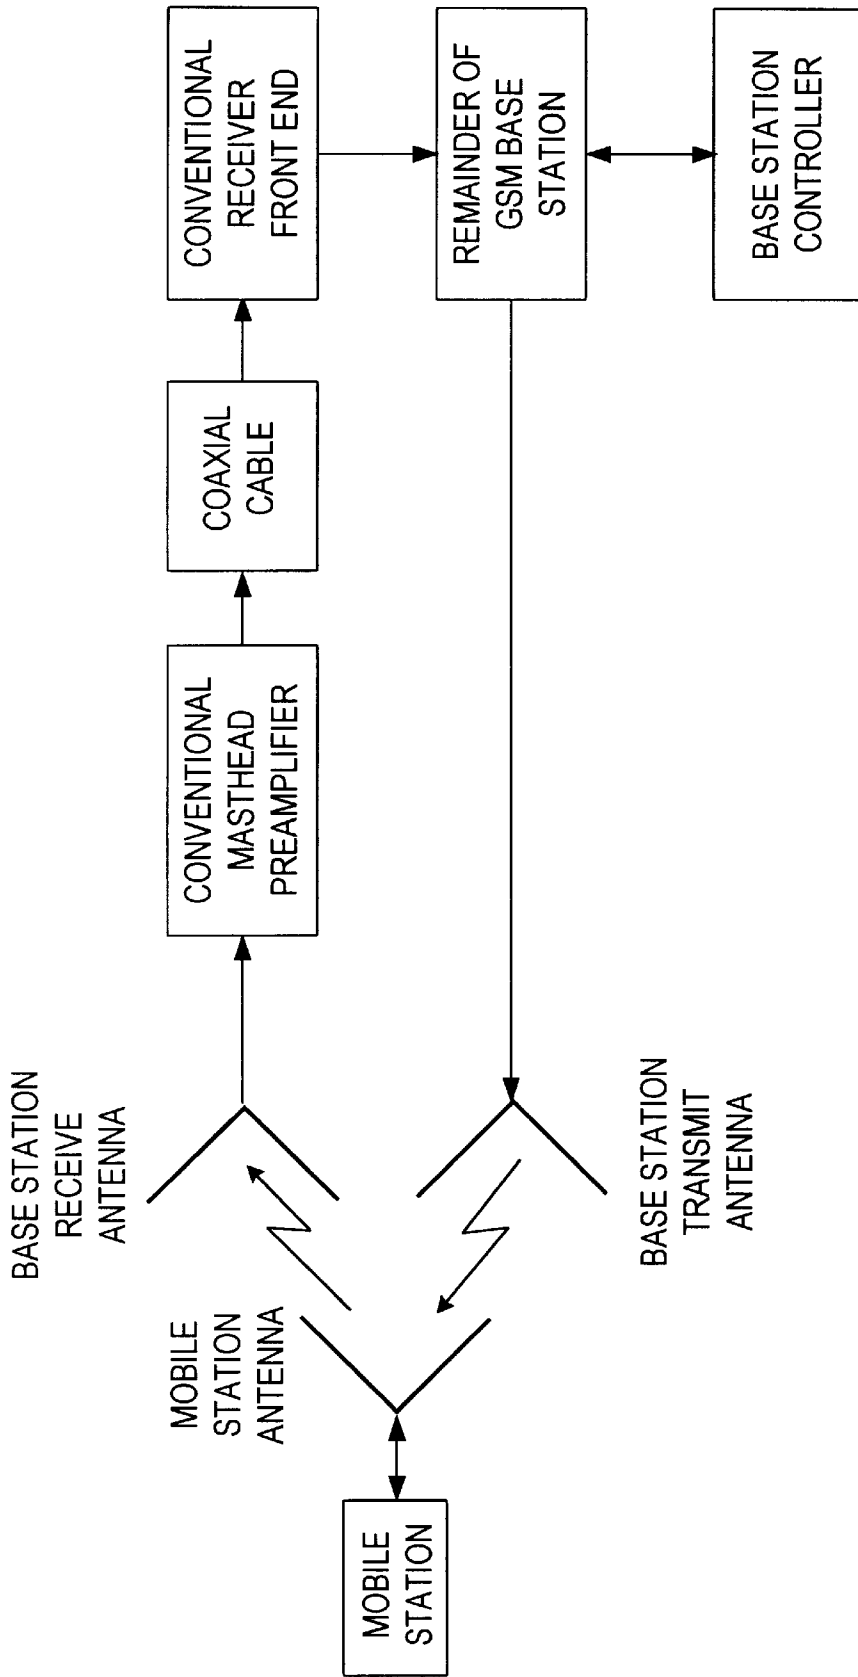 MOBILE
STATION
MOBILE
STATION
ANTENNA
BASE STATION
RECEIVE
ANTENNA
CONVENTIONAL
MASTHEAD
PREAMPLIFIER
COAXIAL
CABLE
CONVENTIONAL
RECEIVER
FRONT END
REMAINDER OF
GSM BASE
STATION
BASE STATION
CONTROLLER
BASE STATION
TRANSMIT
ANTENNA